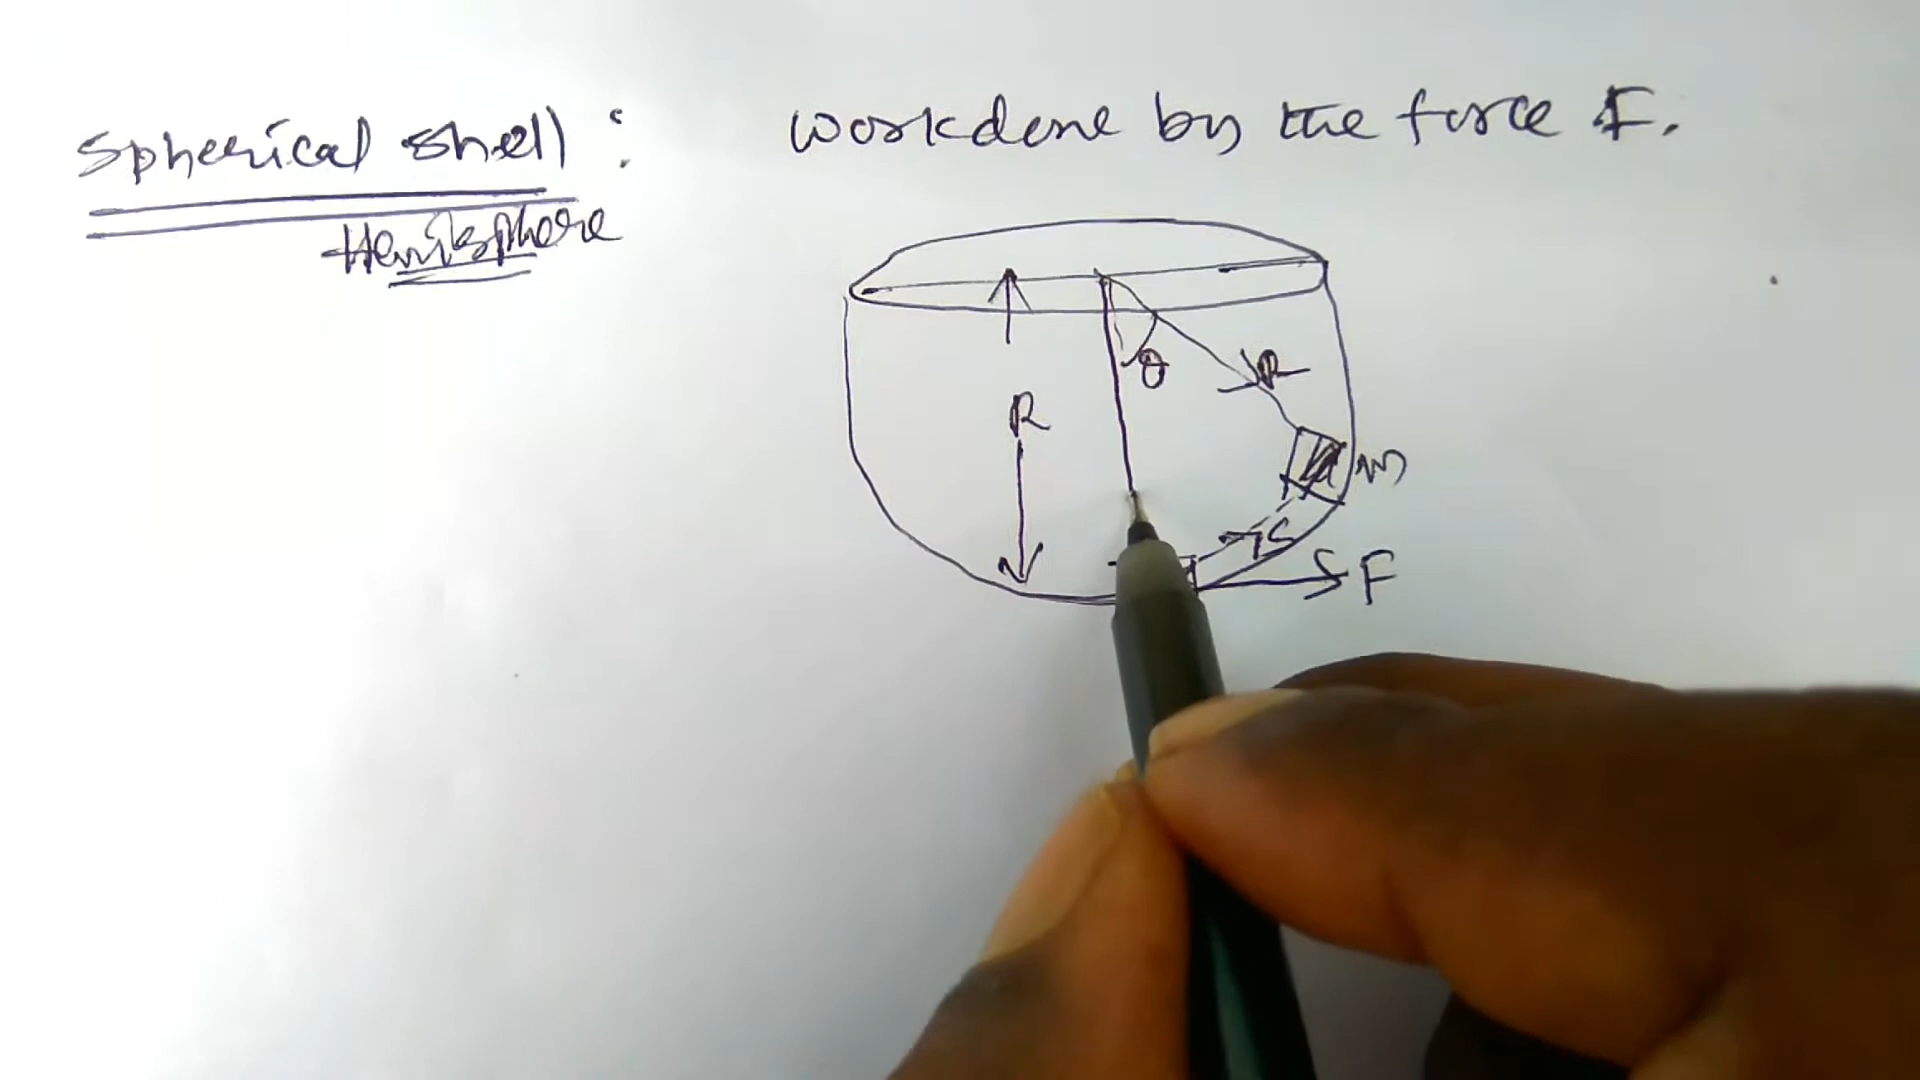 Spherical shell :
Hemisphere
workdone by the force F.
θ
R
R
m
S
F